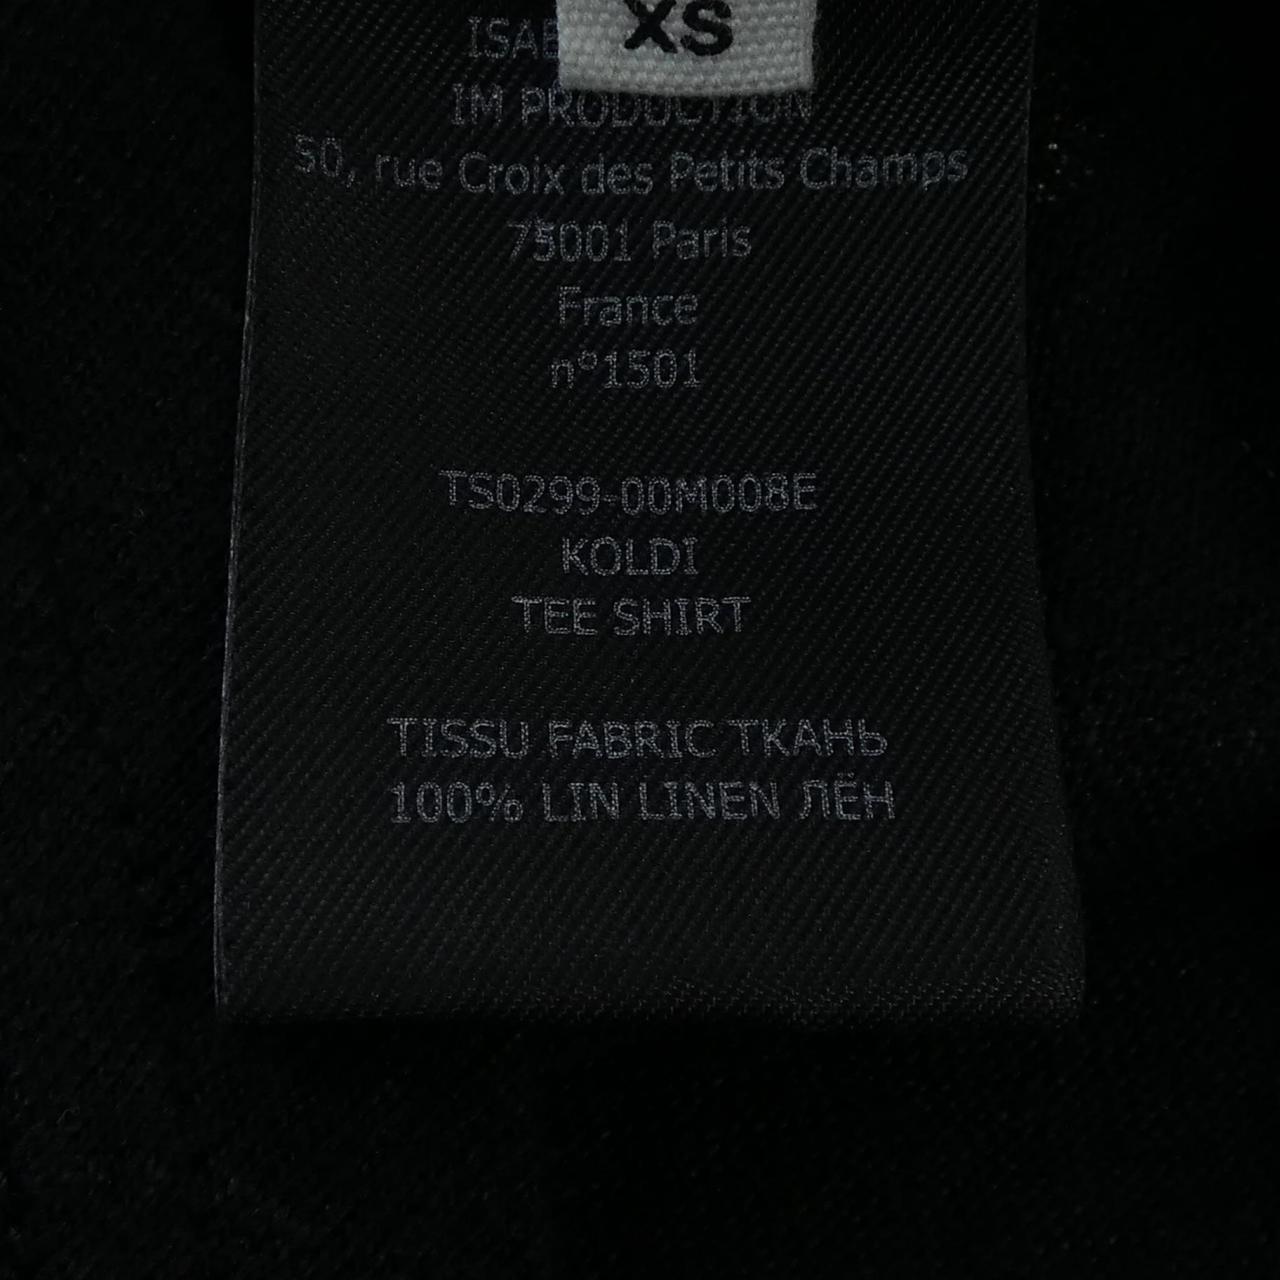 XS
IM PRODUCTION
50, rue Croix des Petits Champs
75001 Paris
France
n°1501
TS0299-00M008E
KOLDI
TEE SHIRT
TISSU FABRIC ТКАНЬ
100% LIN LINEN ЛЁН